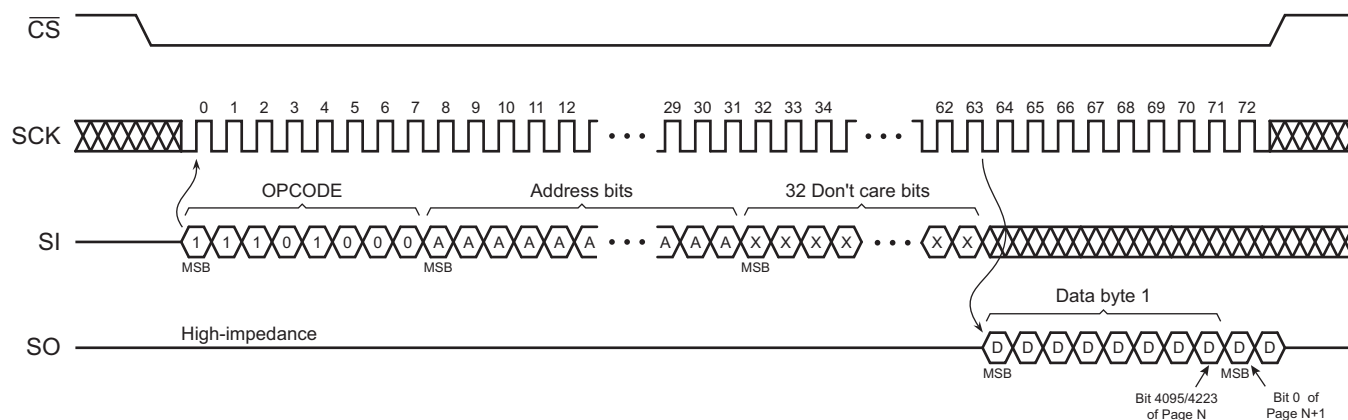 CS
0 1 2 3 4 5 6 7 8 9 10 11 12 29 30 31 32 33 34 62 63 64 65 66 67 68 69 70 71 72
SCK
OPCODE Address bits 32 Don't care bits
SI 1 1 1 0 1 0 0 0 A A A A A A A A A X X X X X X
MSB MSB MSB
Data byte 1
High-impedance
SO D D D D D D D D D D
MSB MSB
Bit 4095/4223 Bit 0 of
of Page N Page N+1